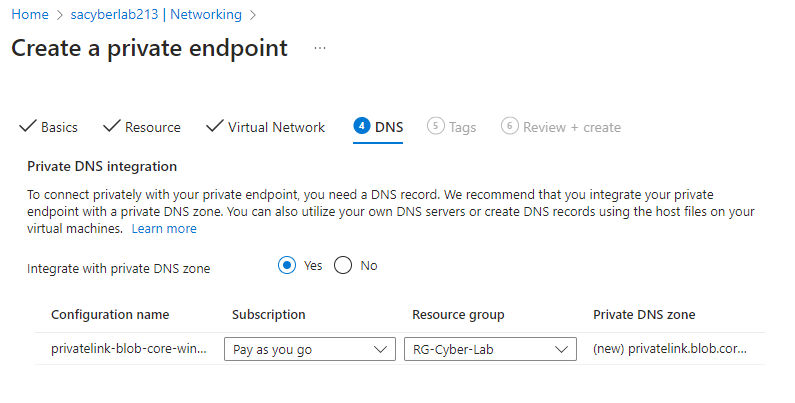 Home > sacyberlab213 | Networking >
Create a private endpoint ...
Basics Resource Virtual Network 4 DNS 5 Tags 6 Review + create
Private DNS integration
To connect privately with your private endpoint, you need a DNS record. We recommend that you integrate your private
endpoint with a private DNS zone. You can also utilize your own DNS servers or create DNS records using the host files on your
virtual machines. Learn more
Integrate with private DNS zone Yes No
Configuration name Subscription Resource group Private DNS zone
privatelink-blob-core-win... Pay as you go RG-Cyber-Lab (new) privatelink.blob.cor...